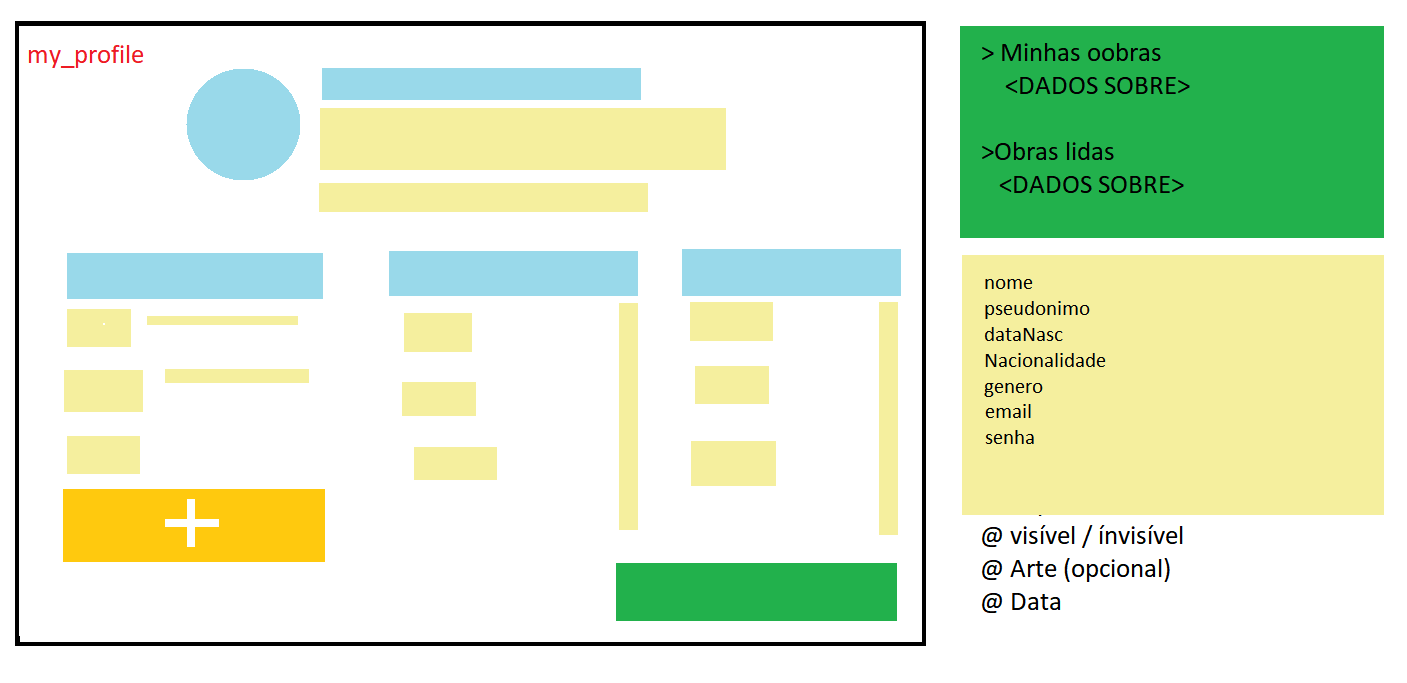 my_profile
> Minhas oobras
<DADOS SOBRE>
>Obras lidas
<DADOS SOBRE>
nome
pseudonimo
dataNasc
Nacionalidade
genero
email
senha
@ visível / ínvisível
@ Arte (opcional)
@ Data